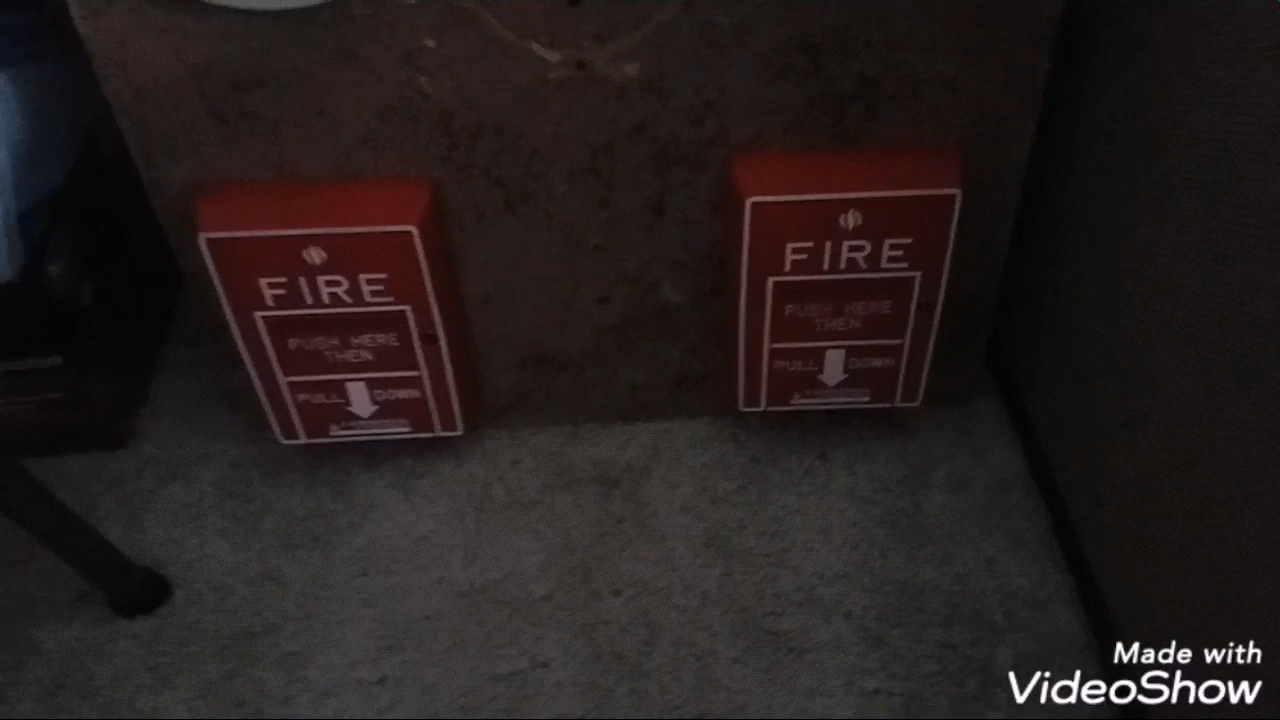 FIRE
PUSH HERE
THEN
PULL DOWN
FIRE
PUSH HERE
THEN
PULL DOWN
Made with
VideoShow